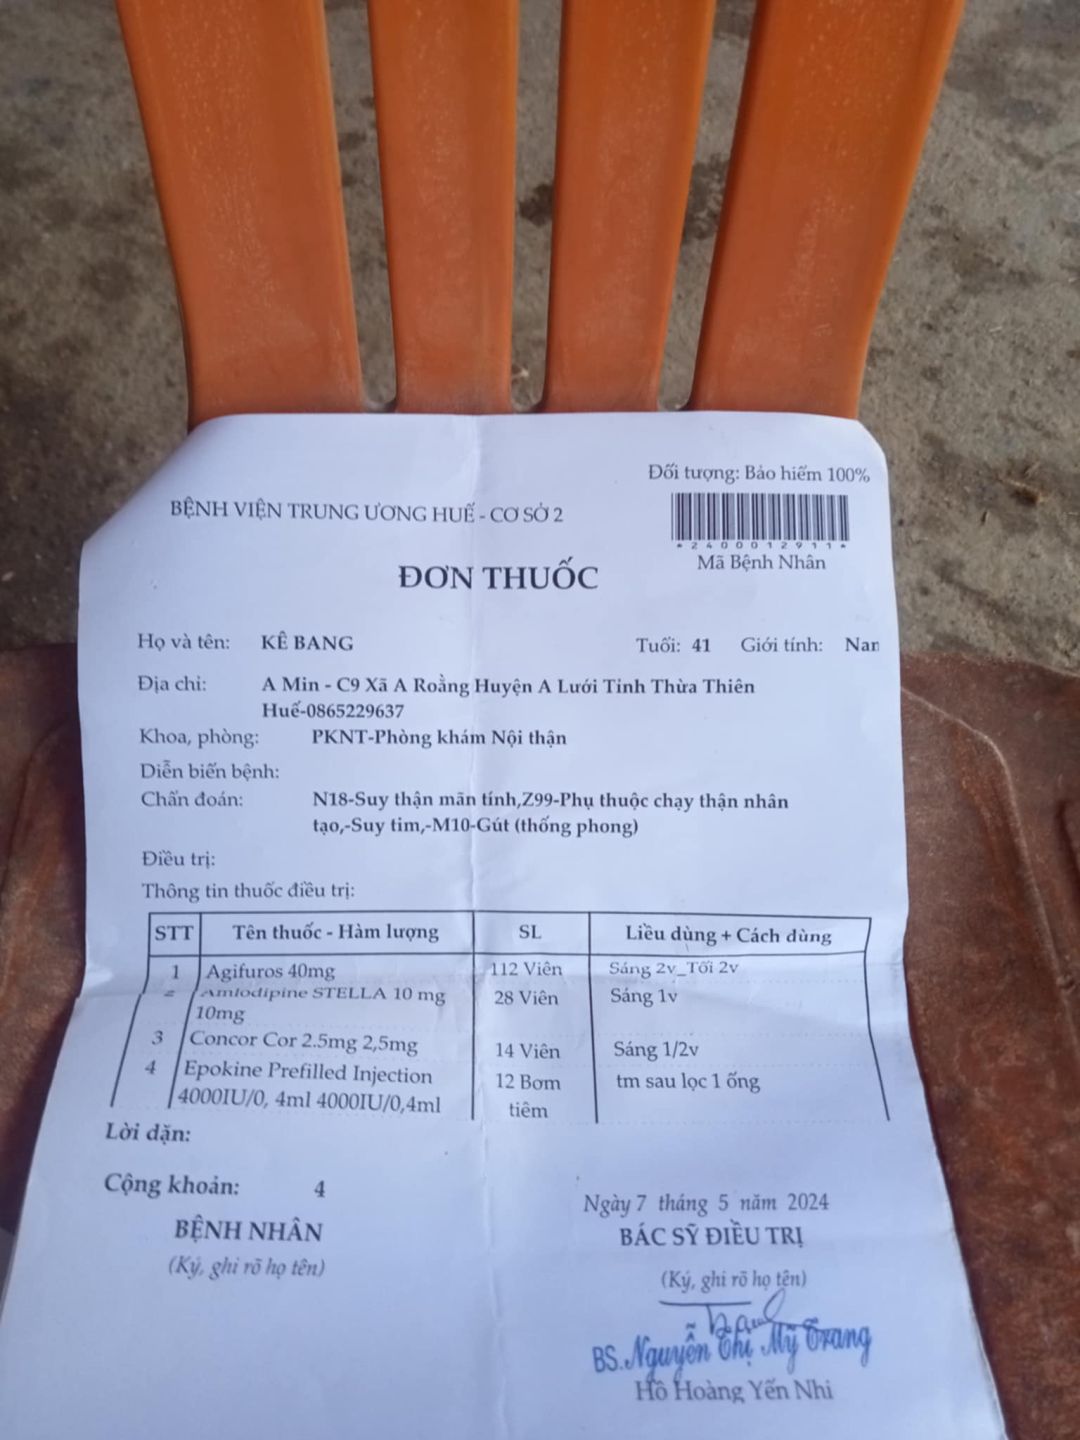 Đối tượng: Bảo hiểm 100%
BỆNH VIỆN TRUNG ƯƠNG HUẾ - CƠ SỞ 2
*2400012911*
Mã Bệnh Nhân
ĐƠN THUỐC
Họ và tên: KÊ BANG Tuổi: 41 Giới tính: Nam
Địa chỉ: A Min - C9 Xã A Roằng Huyện A Lưới Tỉnh Thừa Thiên
Huế-0865229637
Khoa, phòng: PKNT-Phòng khám Nội thận
Diễn biến bệnh:
Chẩn đoán: N18-Suy thận mãn tính,Z99-Phụ thuộc chạy thận nhân
tạo,-Suy tim,-M10-Gút (thống phong)
Điều trị:
Thông tin thuốc điều trị:
STT Tên thuốc - Hàm lượng SL Liều dùng + Cách dùng
1 Agifuros 40mg 112 Viên Sáng 2v_Tối 2v
2 Amlodipine STELLA 10 mg 28 Viên Sáng 1v
10mg
3 Concor Cor 2.5mg 2,5mg 14 Viên Sáng 1/2v
4 Epokine Prefilled Injection 12 Bơm tm sau lọc 1 ống
4000IU/0, 4ml 4000IU/0,4ml tiêm
Lời dặn:
Cộng khoản: 4
Ngày 7 tháng 5 năm 2024
BỆNH NHÂN BÁC SỸ ĐIỀU TRỊ
(Ký, ghi rõ họ tên) (Ký, ghi rõ họ tên)
BS. Nguyễn Thị Mỹ Trang
Hồ Hoàng Yến Nhi